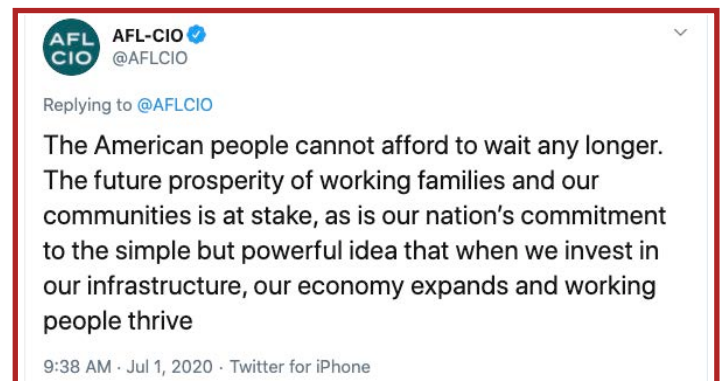 AFL
CIO
AFL-CIO
@AFLCIO
Replying to @AFLCIO
The American people cannot afford to wait any longer.
The future prosperity of working families and our
communities is at stake, as is our nation’s commitment
to the simple but powerful idea that when we invest in
our infrastructure, our economy expands and working
people thrive
9:38 AM · Jul 1, 2020 · Twitter for iPhone